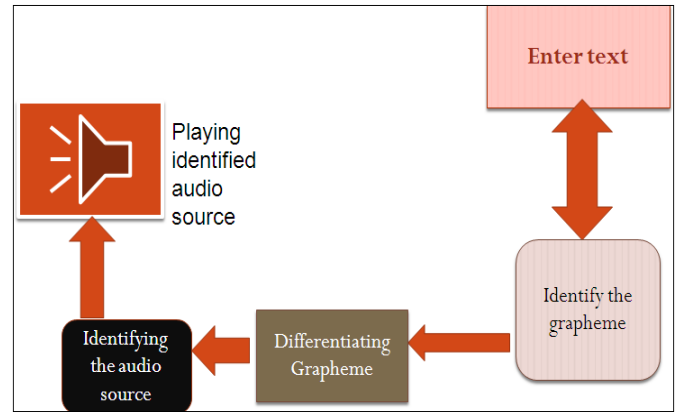 Enter text
Playing
identified
audio
source
Identify the
grapheme
Differentiating
Grapheme
Identifying
the audio
source